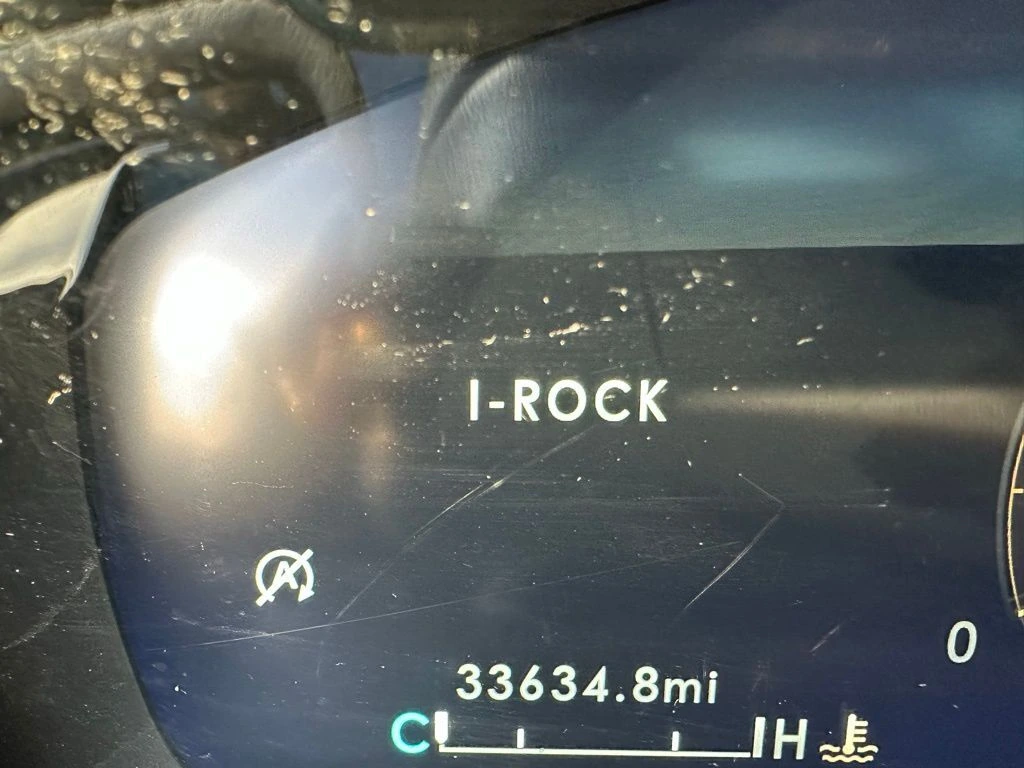 I-ROCK
A
0
33634.8mi
C H